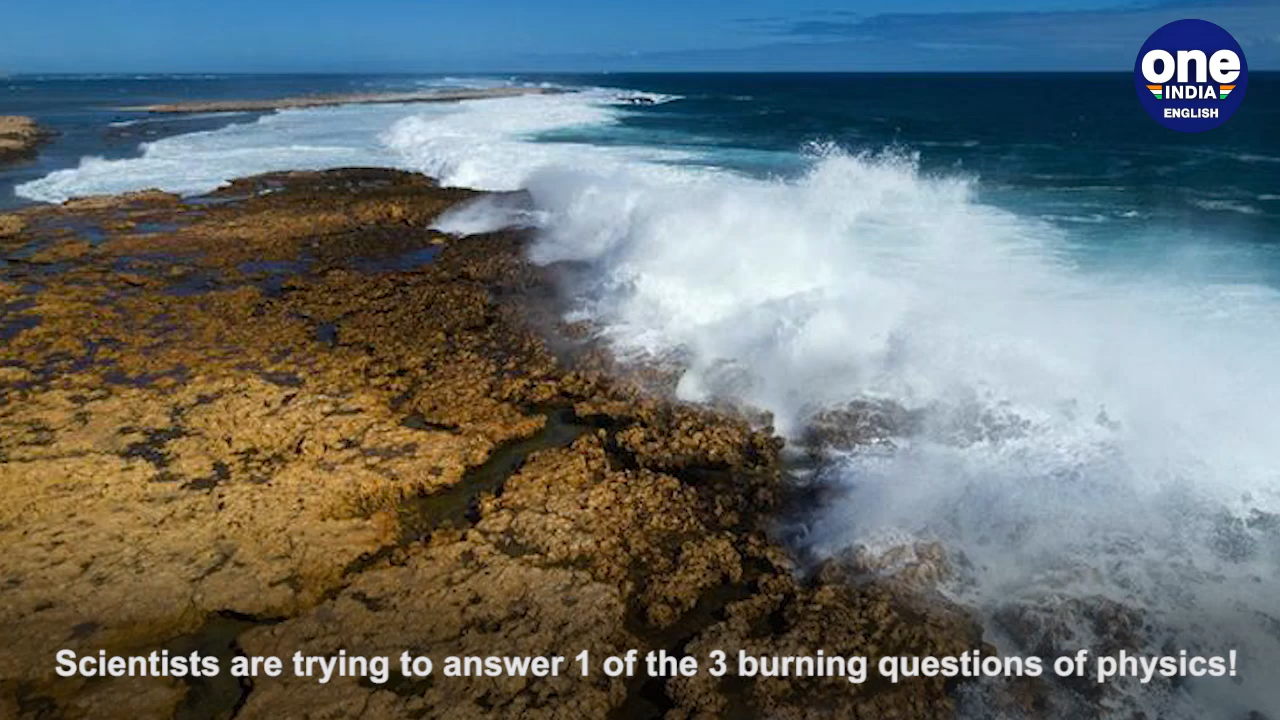 one
INDIA
ENGLISH
Scientists are trying to answer 1 of the 3 burning questions of physics!